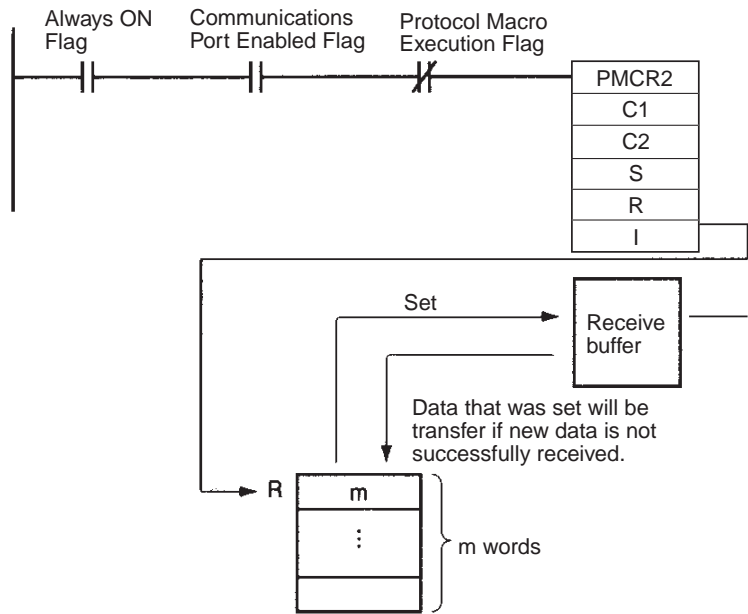 Always ON
Flag
Communications
Port Enabled Flag
Protocol Macro
Execution Flag
PMCR2
C1
C2
S
R
I
Set
Receive
buffer
Data that was set will be
transfer if new data is not
successfully received.
R
m
⋮
m words